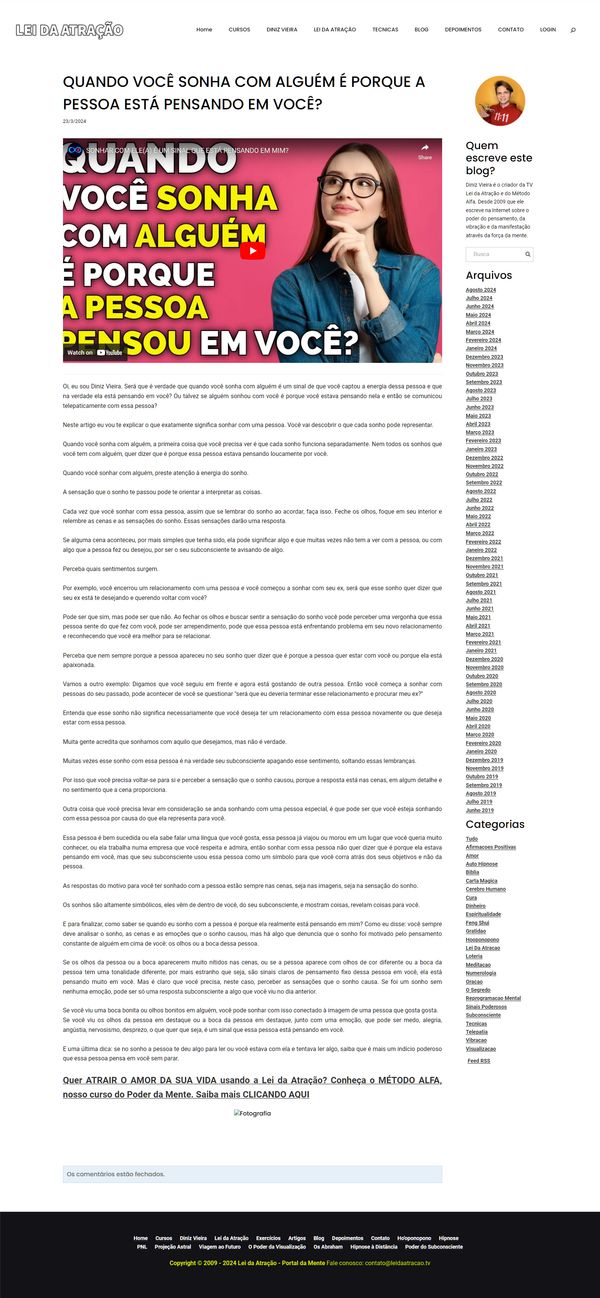 LEI DA ATRAÇÃO
Home CURSOS DINIZ VIEIRA LEI DA ATRAÇÃO TECNICAS BLOG DEPOIMENTOS CONTATO LOGIN
QUANDO VOCÊ SONHA COM ALGUÉM É PORQUE A
PESSOA ESTÁ PENSANDO EM VOCÊ?
23/3/2024
SONHAR COM ELE(A) É UM SINAL QUE ESTÁ PENSANDO EM MIM?
Share
QUANDO
VOCÊ SONHA
COM ALGUÉM
É PORQUE
A PESSOA
PENSOU EM VOCÊ?
Watch on YouTube
Oi, eu sou Diniz Vieira. Será que é verdade que quando você sonha com alguém é um sinal de que você captou a energia dessa pessoa e que
na verdade ela está pensando em você? Ou talvez se alguém sonhou com você é porque você estava pensando nela e então se comunicou
telepaticamente com essa pessoa?
Neste artigo eu vou te explicar o que exatamente significa sonhar com uma pessoa. Você vai descobrir o que cada sonho pode representar.
Quando você sonha com alguém, a primeira coisa que você precisa ver é que cada sonho funciona separadamente. Nem todos os sonhos que
você tem com alguém, quer dizer que é porque essa pessoa estava pensando loucamente por você.
Quando você sonhar com alguém, preste atenção à energia do sonho.
A sensação que o sonho te passou pode te orientar a interpretar as coisas.
Cada vez que você sonhar com essa pessoa, assim que se lembrar do sonho ao acordar, faça isso. Feche os olhos, foque em seu interior e
relembre as cenas e as sensações do sonho. Essas sensações darão uma resposta.
Se alguma cena aconteceu, por mais simples que tenha sido, ela pode significar algo e que muitas vezes não tem a ver com a pessoa, ou com
algo que a pessoa fez ou desejou, por ser o seu subconsciente te avisando de algo.
Perceba quais sentimentos surgem.
Por exemplo, você encerrou um relacionamento com uma pessoa e você começou a sonhar com seu ex, será que esse sonho quer dizer que
seu ex está te desejando e querendo voltar com você?
Pode ser que sim, mas pode ser que não. Ao fechar os olhos e buscar sentir a sensação do sonho você pode perceber uma vergonha que essa
pessoa sente do que fez com você, pode ser arrependimento, pode que essa pessoa está enfrentando problema em seu novo relacionamento
e reconhecendo que você era melhor para se relacionar.
Perceba que nem sempre porque a pessoa apareceu no seu sonho quer dizer que é porque a pessoa quer estar com você ou porque ela está
apaixonada.
Vamos a outro exemplo: Digamos que você seguiu em frente e agora está gostando de outra pessoa. Então você começa a sonhar com
pessoas do seu passado, pode acontecer de você se questionar "será que eu deveria terminar esse relacionamento e procurar meu ex?"
Entenda que esse sonho não significa necessariamente que você deseja ter um relacionamento com essa pessoa novamente ou que deseja
estar com essa pessoa.
Muita gente acredita que sonhamos com aquilo que desejamos, mas não é verdade.
Muitas vezes esse sonho com essa pessoa é na verdade seu subconsciente apagando esse sentimento, soltando essas lembranças.
Por isso que você precisa voltar-se para si e perceber a sensação que o sonho causou, porque a resposta está nas cenas, em algum detalhe e
no sentimento que a cena proporciona.
Outra coisa que você precisa levar em consideração se anda sonhando com uma pessoa especial, é que pode ser que você esteja sonhando
com essa pessoa por causa do que ela representa para você.
Essa pessoa é bem sucedida ou ela sabe falar uma língua que você gosta, essa pessoa já viajou ou morou em um lugar que você queria muito
conhecer, ou ela trabalha numa empresa que você respeita e admira, então sonhar com essa pessoa não quer dizer que é porque ela estava
pensando em você, mas que seu subconsciente usou essa pessoa como um símbolo para que você corra atrás dos seus objetivos e não da
pessoa.
As respostas do motivo para você ter sonhado com a pessoa estão sempre nas cenas, seja nas imagens, seja na sensação do sonho.
Os sonhos são altamente simbólicos, eles vêm de dentro de você, do seu subconsciente, e mostram coisas, revelam coisas para você.
E para finalizar, como saber se quando eu sonho com a pessoa é porque ela realmente está pensando em mim? Como eu disse: você sempre
deve analisar o sonho, as cenas e as emoções que o sonho causou, mas há algo que denuncia que o sonho foi motivado pelo pensamento
constante de alguém em cima de você: os olhos ou a boca dessa pessoa.
Se os olhos da pessoa ou a boca aparecerem muito nítidos nas cenas, ou se a pessoa aparece com olhos de cor diferente ou a boca da
pessoa tem uma tonalidade diferente, por mais estranho que seja, são sinais claros de pensamento fixo dessa pessoa em você, ela está
pensando muito em você. Mas é claro que você precisa, neste caso, perceber as sensações que o sonho causa. Se foi um sonho sem
nenhuma emoção, pode ser só uma resposta subconsciente a algo que você viu no dia anterior.
Se você viu uma boca bonita ou olhos bonitos em alguém, você pode sonhar com isso conectado à imagem de uma pessoa que gosta gosta.
Se você viu os olhos da pessoa em destaque ou a boca da pessoa em destaque, junto com uma emoção, que pode ser medo, alegria,
angústia, nervosismo, desprezo, o que quer que seja, é um sinal que essa pessoa está pensando em você.
E uma última dica: se no sonho a pessoa te deu algo para ler ou você estava com ela e tentava ler algo, saiba que é mais um indício poderoso
que essa pessoa pensa em você sem parar.
Quer ATRAIR O AMOR DA SUA VIDA usando a Lei da Atração? Conheça o MÉTODO ALFA,
nosso curso do Poder da Mente. Saiba mais CLICANDO AQUI
Fotografia
Os comentários estão fechados.
11:11
Quem
escreve este
blog?
Diniz Vieira é o criador da TV
Lei da Atração e do Método
Alfa. Desde 2009 que ele
escreve na Internet sobre o
poder do pensamento, da
vibração e da manifestação
através da força da mente.
Busca
Arquivos
Agosto 2024
Julho 2024
Junho 2024
Maio 2024
Abril 2024
Março 2024
Fevereiro 2024
Janeiro 2024
Dezembro 2023
Novembro 2023
Outubro 2023
Setembro 2023
Agosto 2023
Julho 2023
Junho 2023
Maio 2023
Abril 2023
Março 2023
Fevereiro 2023
Janeiro 2023
Dezembro 2022
Novembro 2022
Outubro 2022
Setembro 2022
Agosto 2022
Julho 2022
Junho 2022
Maio 2022
Abril 2022
Março 2022
Fevereiro 2022
Janeiro 2022
Dezembro 2021
Novembro 2021
Outubro 2021
Setembro 2021
Agosto 2021
Julho 2021
Junho 2021
Maio 2021
Abril 2021
Março 2021
Fevereiro 2021
Janeiro 2021
Dezembro 2020
Novembro 2020
Outubro 2020
Setembro 2020
Agosto 2020
Julho 2020
Junho 2020
Maio 2020
Abril 2020
Março 2020
Fevereiro 2020
Janeiro 2020
Dezembro 2019
Novembro 2019
Outubro 2019
Setembro 2019
Agosto 2019
Julho 2019
Junho 2019
Categorias
Tudo
Afirmacoes Positivas
Amor
Auto Hipnose
Biblia
Carta Magica
Cerebro Humano
Cura
Dinheiro
Espiritualidade
Feng Shui
Gratidao
Hooponopono
Lei Da Atracao
Loteria
Meditacao
Numerologia
Oracao
O Segredo
Reprogramacao Mental
Sinais Poderosos
Subconsciente
Tecnicas
Telepatia
Vibracao
Visualizacao
Feed RSS
Home Cursos Diniz Vieira Lei da Atração Exercícios Artigos Blog Depoimentos Contato Ho'oponopono Hipnose
PNL Projeção Astral Viagem ao Futuro O Poder da Visualização Os Abraham Hipnose à Distância Poder do Subconsciente
Copyright © 2009 - 2024 Lei da Atração - Portal da Mente Fale conosco: contato@leidaatracao.tv